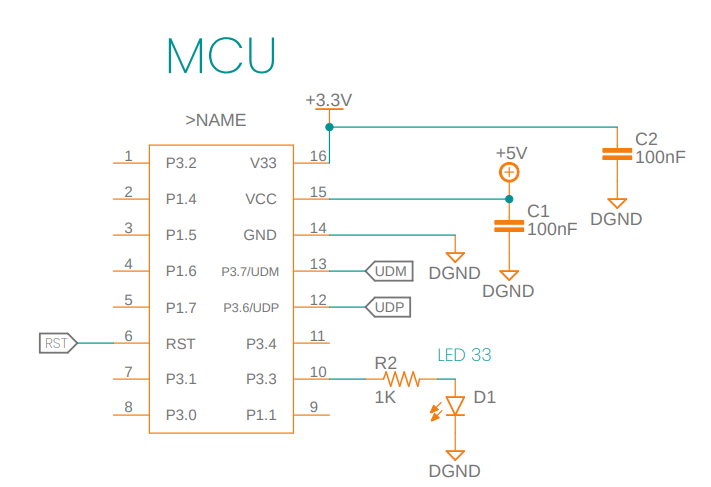 MCU
>NAME
+3.3V
1 P3.2 V33 16
2 P1.4 VCC 15
3 P1.5 GND 14
4 P1.6 P3.7/UDM 13 UDM
5 P1.7 P3.6/UDP 12 UDP
RST 6 RST P3.4 11
7 P3.1 P3.3 10
8 P3.0 P1.1 9
C2
100nF
DGND
+5V
C1
100nF
DGND
DGND
R2
1K
LED 33
D1
DGND